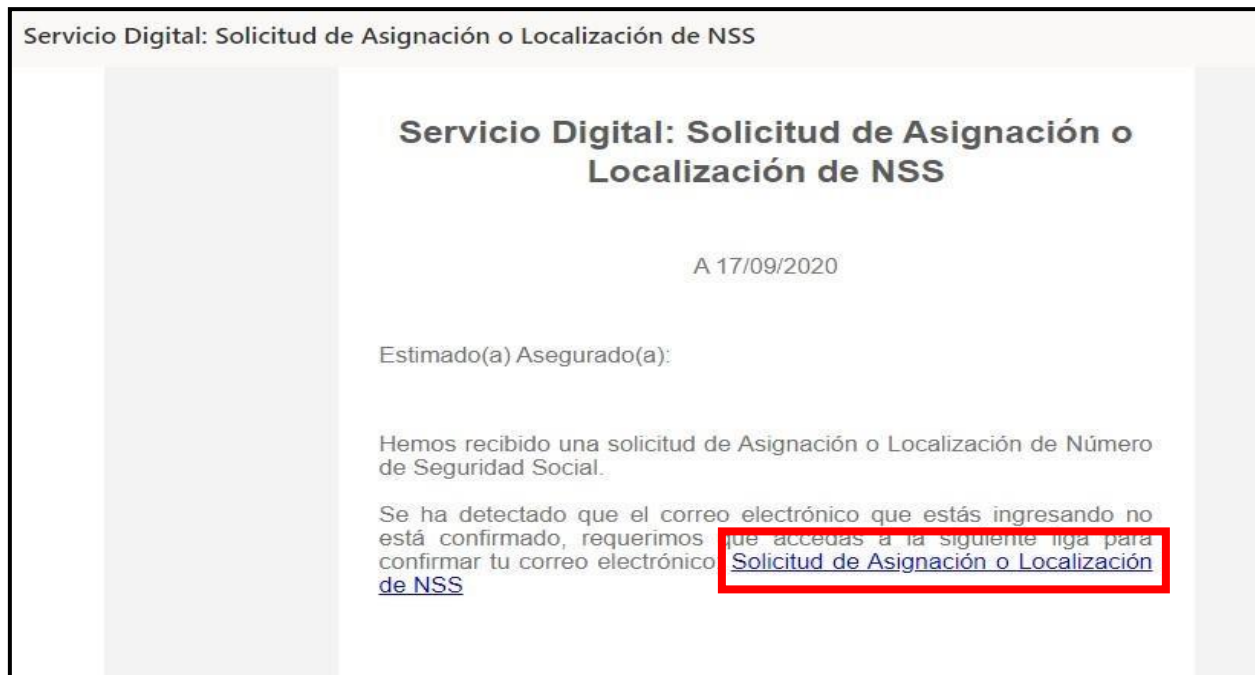 Servicio Digital: Solicitud de Asignación o Localización de NSS
Servicio Digital: Solicitud de Asignación o
Localización de NSS
A 17/09/2020
Estimado(a) Asegurado(a):
Hemos recibido una solicitud de Asignación o Localización de Número
de Seguridad Social.
Se ha detectado que el correo electrónico que estás ingresando no
está confirmado, requerimos que accedas a la siguiente liga para
confirmar tu correo electrónico Solicitud de Asignación o Localización
de NSS